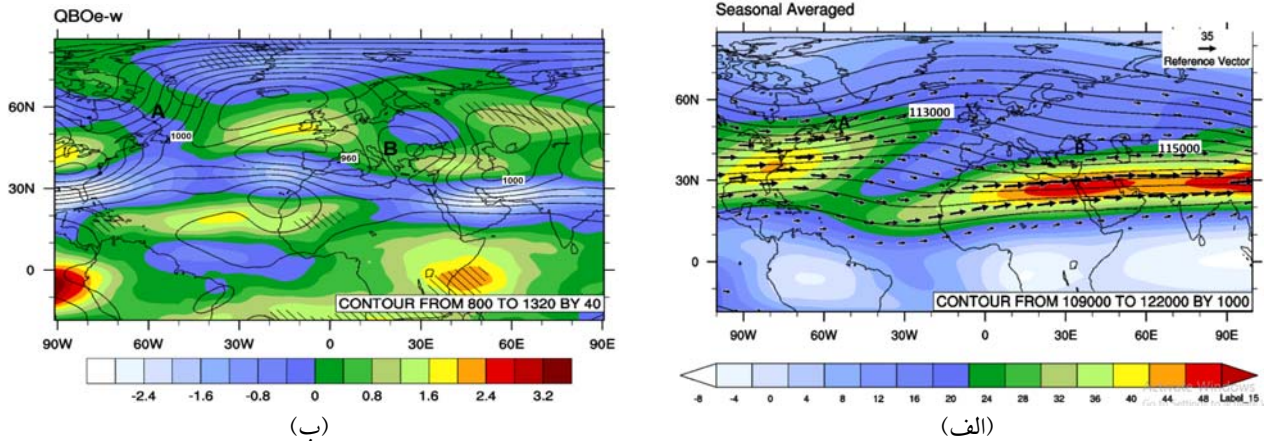 QBOe-w
60N
30N
0
A
B
1000
960
1000
CONTOUR FROM 800 TO 1320 BY 40
90W 60W 30W 0 30E 60E 90E
-2.4 -1.6 -0.8 0 0.8 1.6 2.4 3.2
(ب)
Seasonal Averaged
35
Reference Vector
60N
30N
0
A
B
113000
115000
CONTOUR FROM 109000 TO 122000 BY 1000
90W 60W 30W 0 30E 60E 90E
-8 -4 0 4 8 12 16 20 24 28 32 36 40 44 48 Label_15
Activate Windows
(الف)